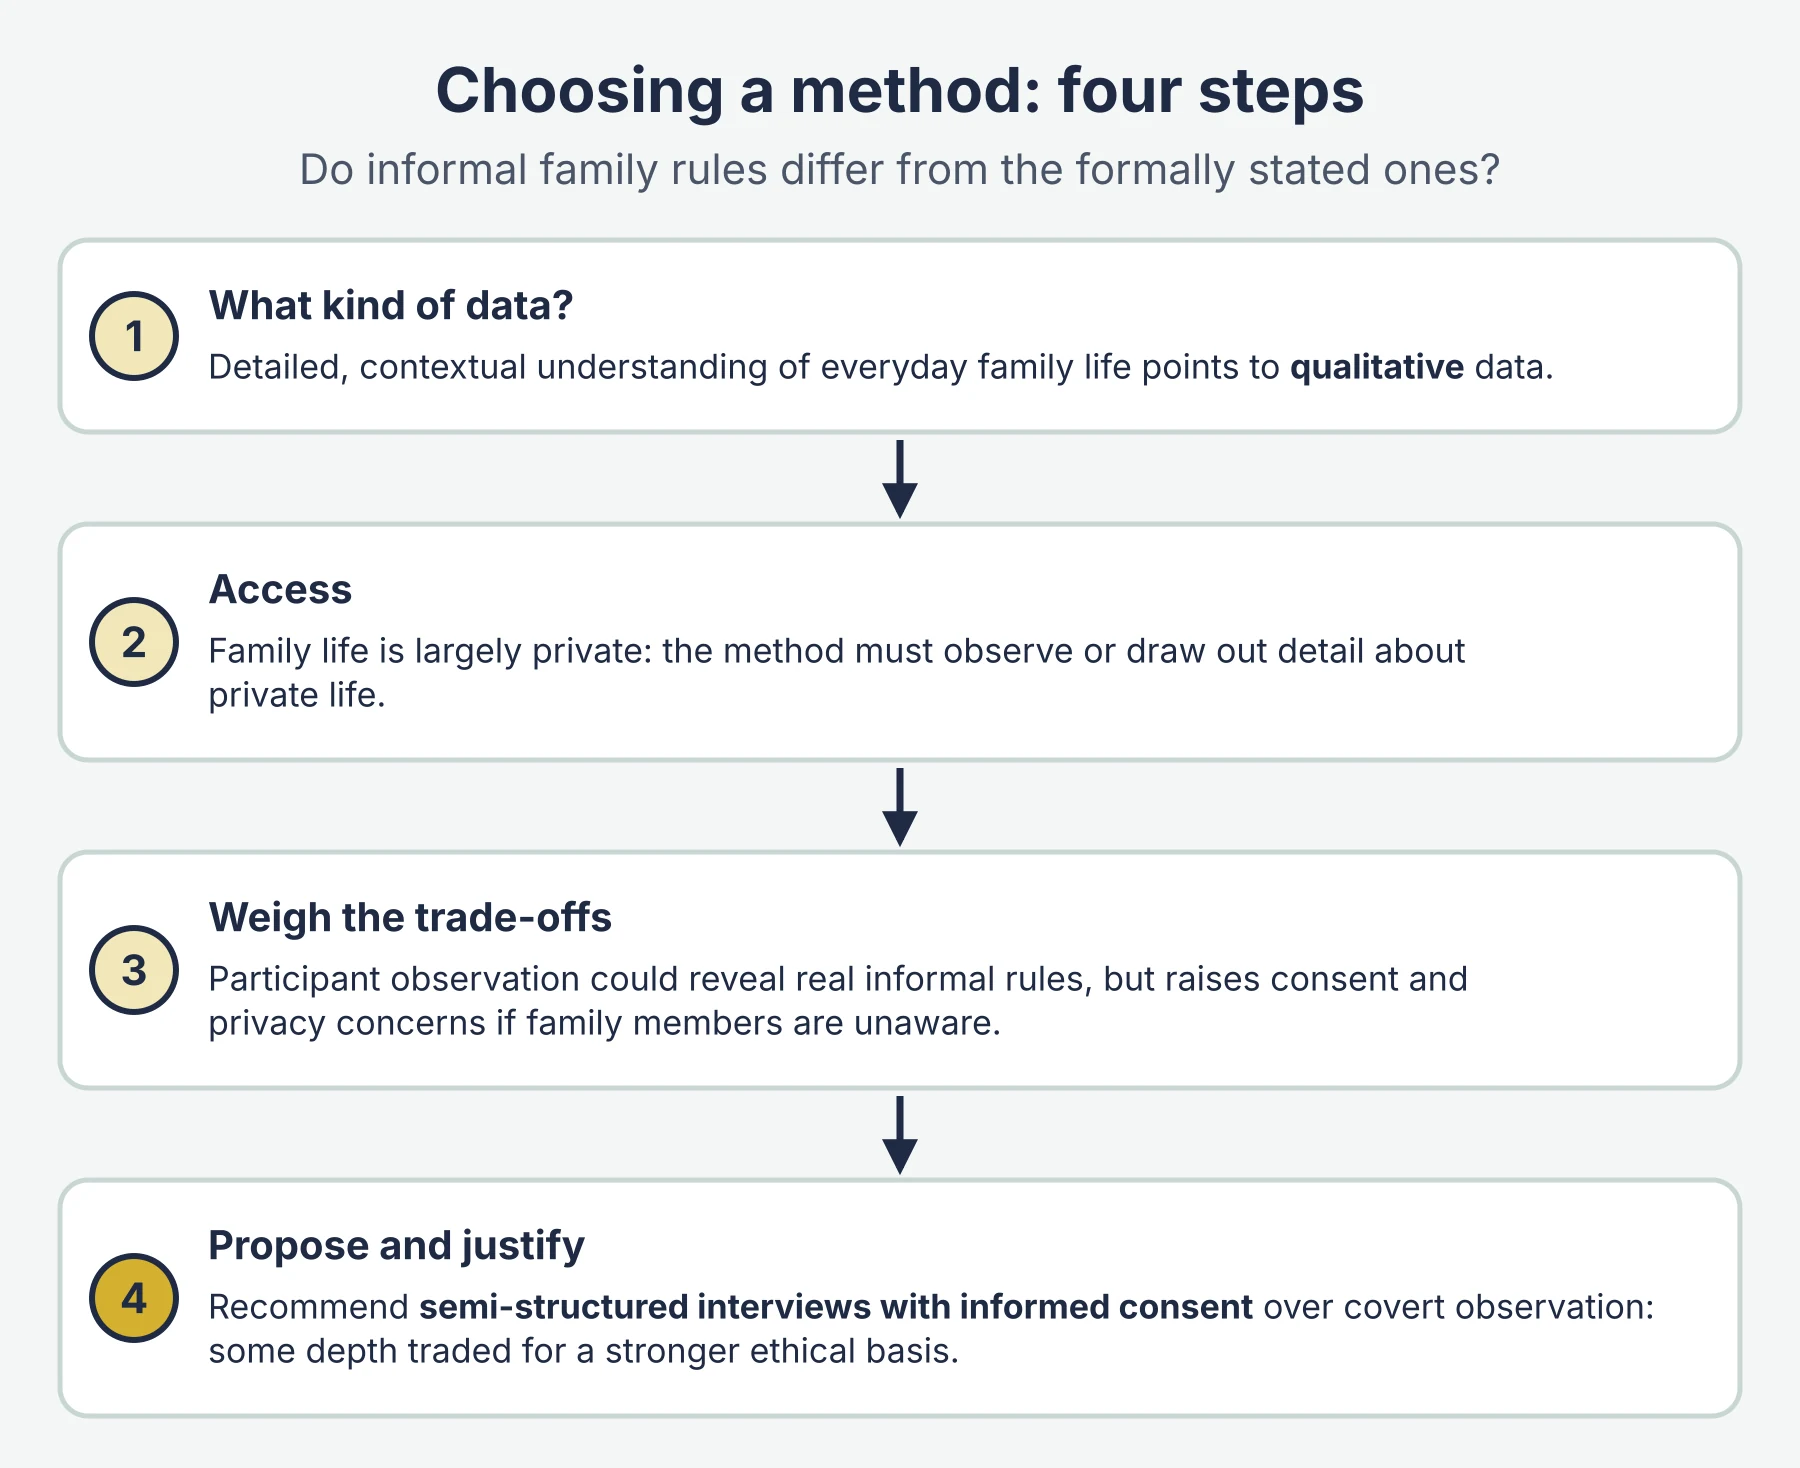 Choosing a method: four steps
Do informal family rules differ from the formally stated ones?
1
What kind of data?
Detailed, contextual understanding of everyday family life points to qualitative data.
2
Access
Family life is largely private: the method must observe or draw out detail about
private life.
3
Weigh the trade-offs
Participant observation could reveal real informal rules, but raises consent and
privacy concerns if family members are unaware.
4
Propose and justify
Recommend semi-structured interviews with informed consent over covert observation:
some depth traded for a stronger ethical basis.